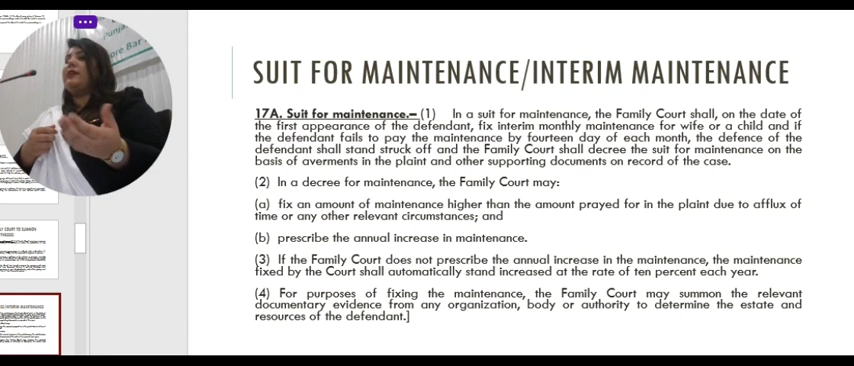 Punja
ore Bar
SUIT FOR MAINTENANCE/INTERIM MAINTENANCE
17A. Suit for maintenance.– (1) In a suit for maintenance, the Family Court shall, on the date of
the first appearance of the defendant, fix interim monthly maintenance for wife or a child and if
the defendant fails to pay the maintenance by fourteen day of each month, the defence of the
defendant shall stand struck off and the Family Court shall decree the suit for maintenance on the
basis of averments in the plaint and other supporting documents on record of the case.
(2) In a decree for maintenance, the Family Court may:
(a) fix an amount of maintenance higher than the amount prayed for in the plaint due to afflux of
time or any other relevant circumstances; and
(b) prescribe the annual increase in maintenance.
(3) If the Family Court does not prescribe the annual increase in the maintenance, the maintenance
fixed by the Court shall automatically stand increased at the rate of ten percent each year.
(4) For purposes of fixing the maintenance, the Family Court may summon the relevant
documentary evidence from any organization, body or authority to determine the estate and
resources of the defendant.]